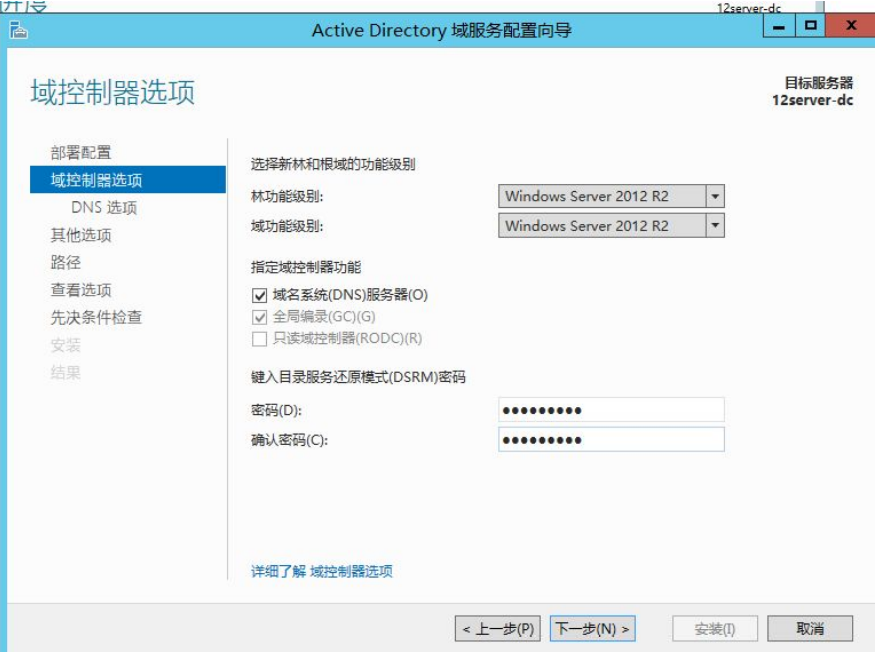 12server-dc
Active Directory 域服务配置向导
域控制器选项
目标服务器
12server-dc
部署配置
域控制器选项
DNS 选项
其他选项
路径
查看选项
先决条件检查
安装
结果
选择新林和根域的功能级别
林功能级别: Windows Server 2012 R2
域功能级别: Windows Server 2012 R2
指定域控制器功能
域名系统(DNS)服务器(O)
全局编录(GC)(G)
只读域控制器(RODC)(R)
键入目录服务还原模式(DSRM)密码
密码(D): ●●●●●●●●●
确认密码(C): ●●●●●●●●●
详细了解 域控制器选项
< 上一步(P) 下一步(N) > 安装(I) 取消